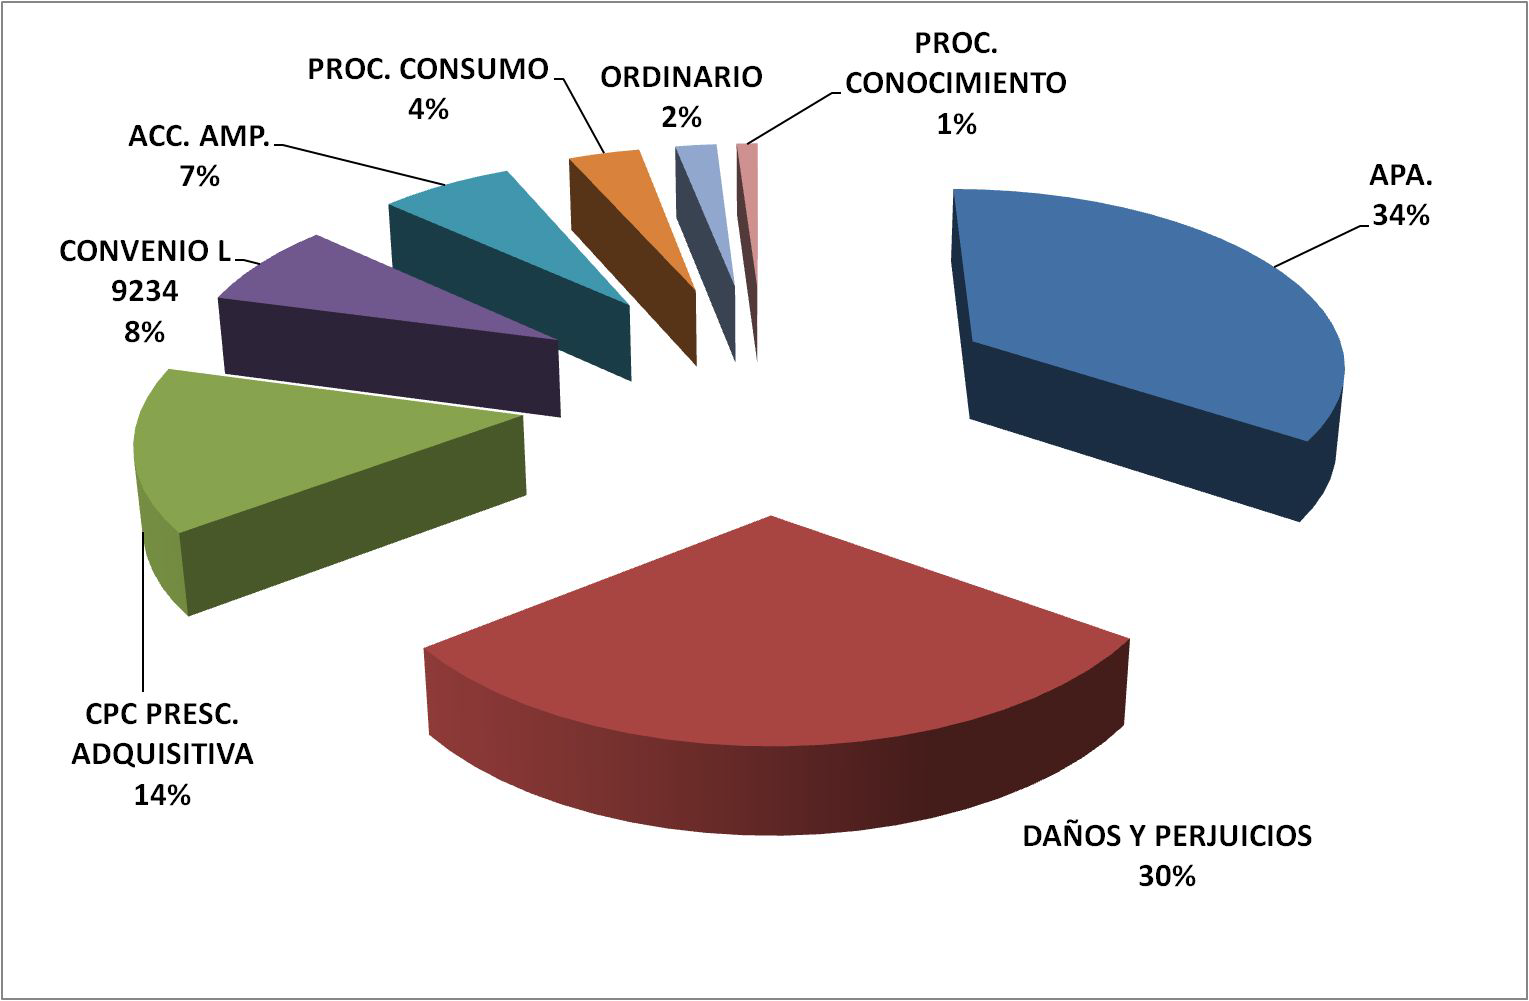 PROC.
CONOCIMIENTO
1%
PROC. CONSUMO
4%
ORDINARIO
2%
ACC. AMP.
7%
APA.
34%
CONVENIO L
9234
8%
CPC PRESC.
ADQUISITIVA
14%
DAÑOS Y PERJUICIOS
30%